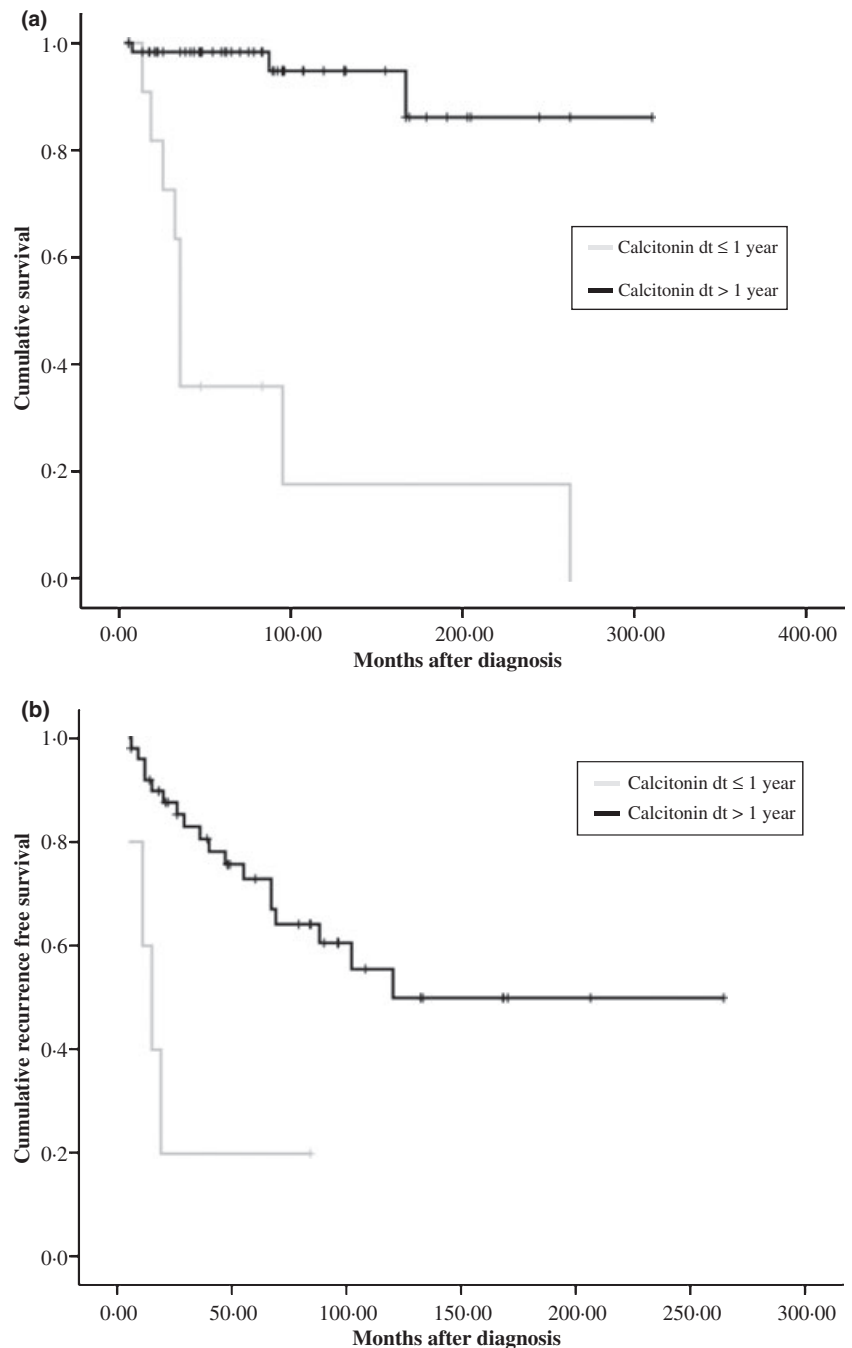 (a)
1·0
0·8
0·6
0·4
0·2
0·0
Cumulative survival
Calcitonin dt ≤ 1 year
Calcitonin dt > 1 year
0·00 100·00 200·00 300·00 400·00
Months after diagnosis
(b)
1·0
0·8
0·6
0·4
0·2
0·0
Cumulative recurrence free survival
Calcitonin dt ≤ 1 year
Calcitonin dt > 1 year
0·00 50·00 100·00 150·00 200·00 250·00 300·00
Months after diagnosis